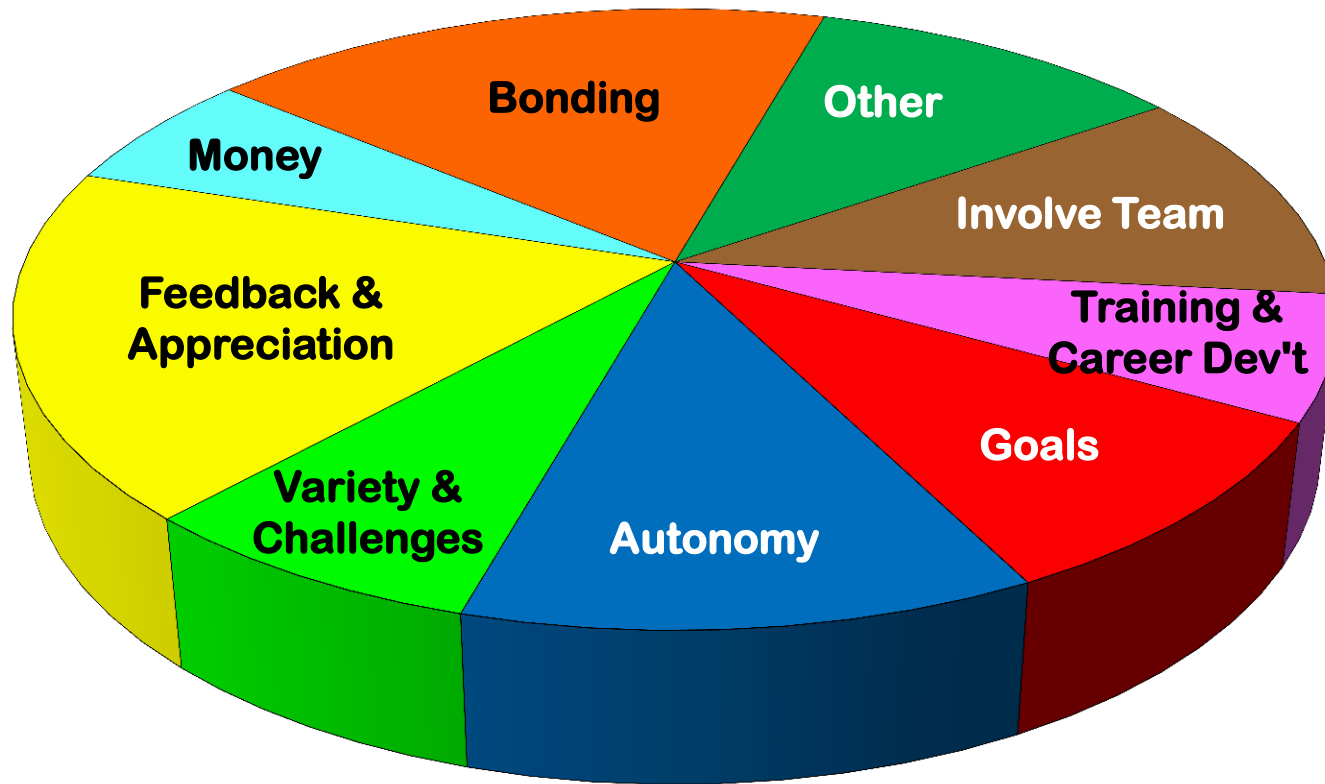 Bonding
Other
Money
Involve Team
Feedback &
Appreciation
Training &
Career Dev't
Goals
Variety &
Challenges
Autonomy